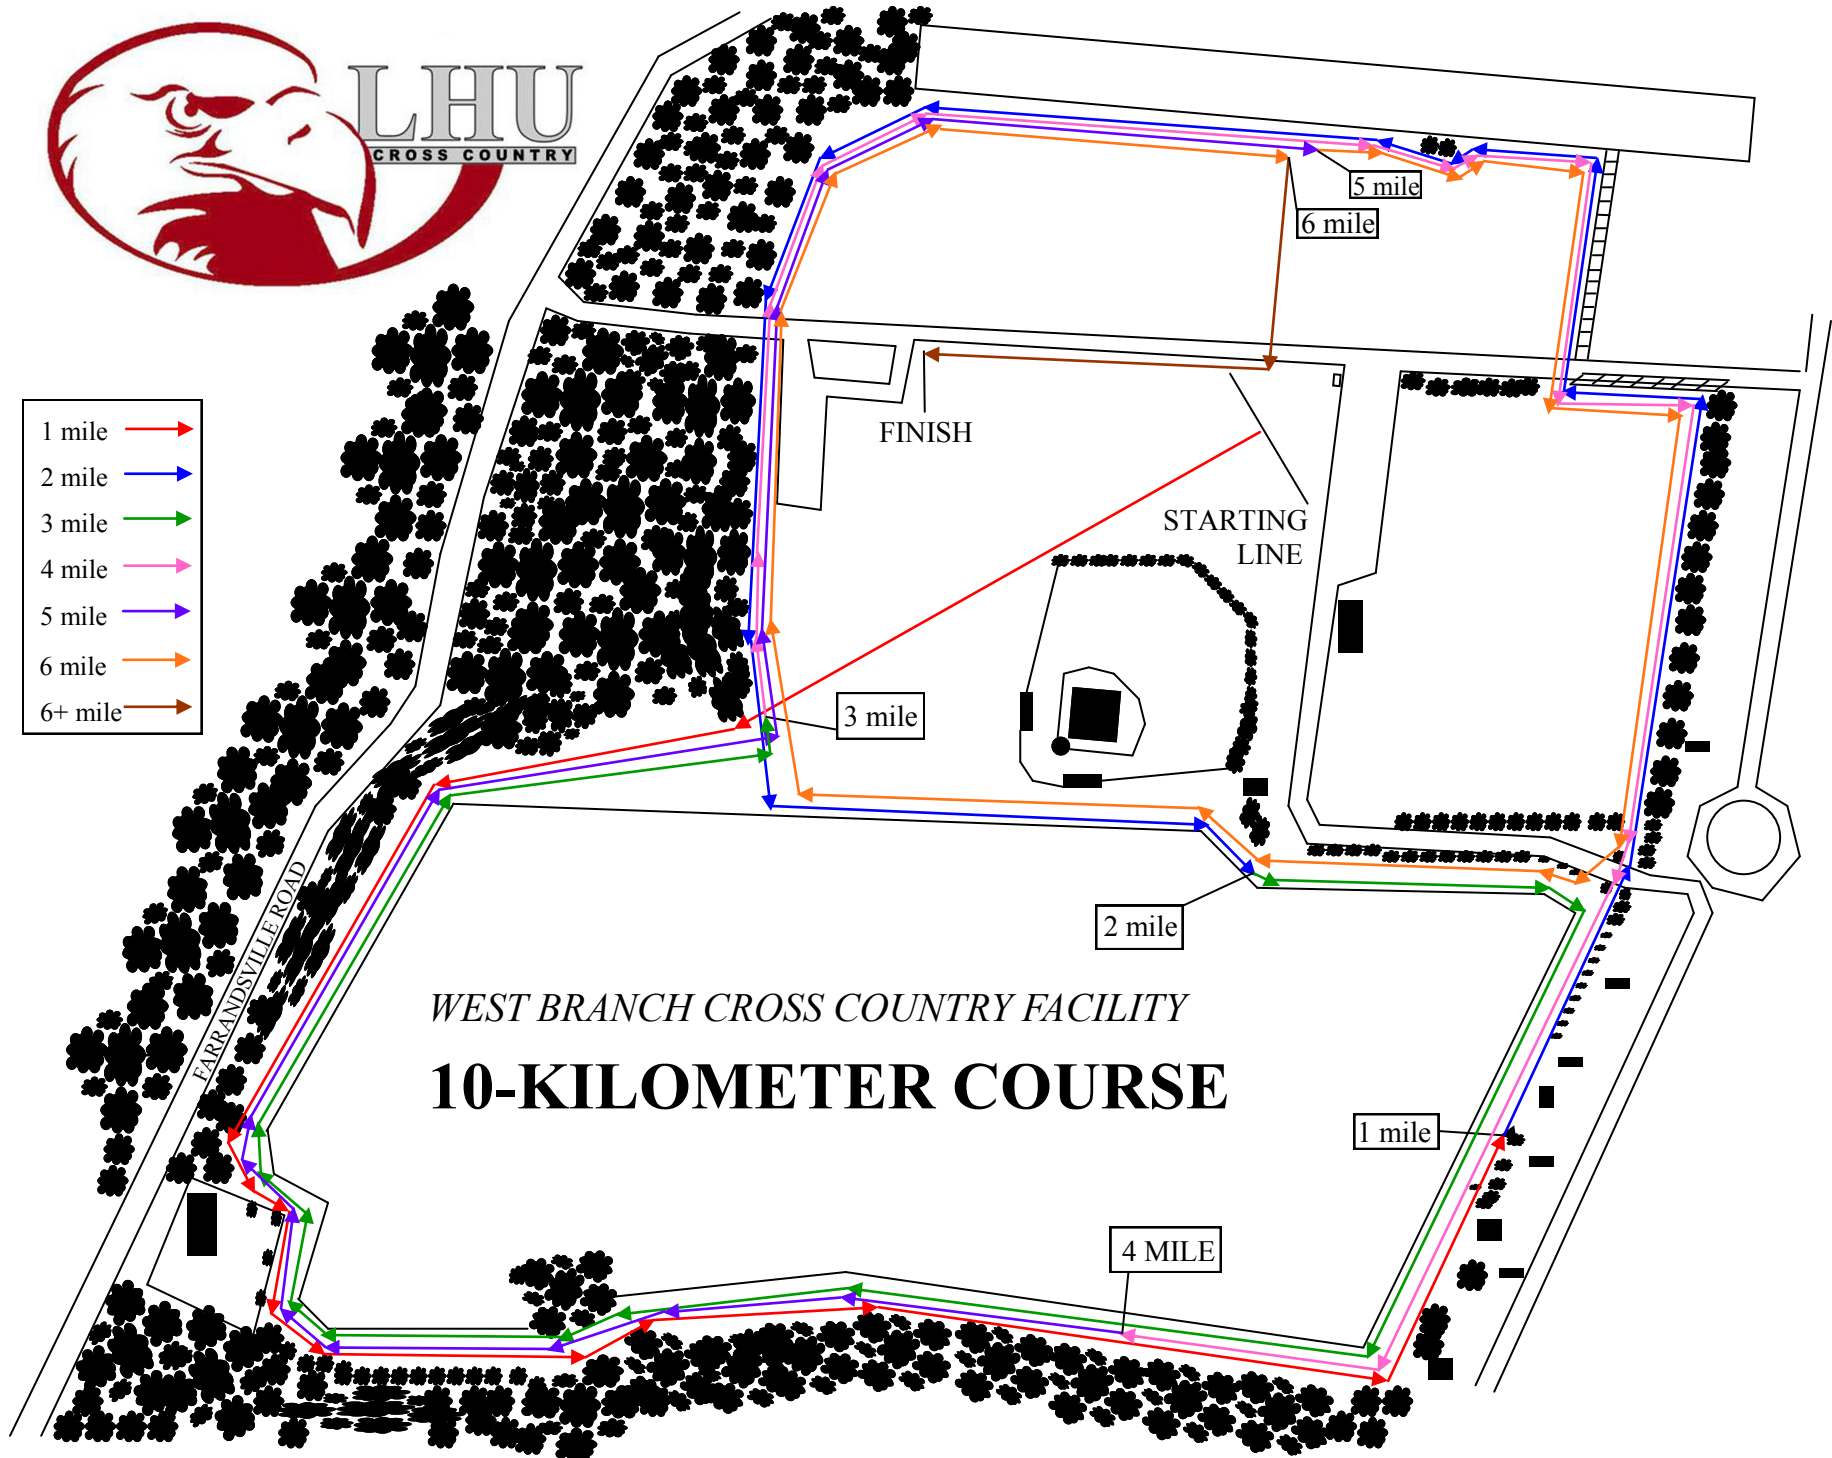 LHU
CROSS COUNTRY
5 mile
6 mile
1 mile
2 mile
3 mile
4 mile
5 mile
6 mile
6+ mile
FINISH
STARTING
LINE
3 mile
2 mile
FARRANDSVILLE ROAD
WEST BRANCH CROSS COUNTRY FACILITY
10-KILOMETER COURSE
1 mile
4 MILE